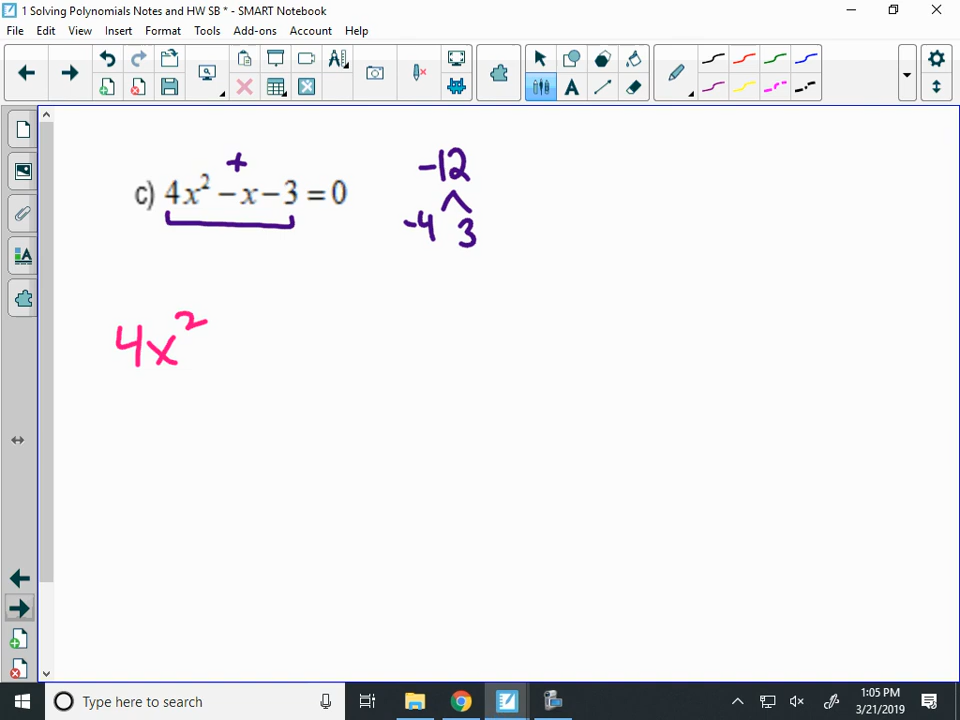 1 Solving Polynomials Notes and HW SB * - SMART Notebook
File Edit View Insert Format Tools Add-ons Account Help
+
c) 4x² − x − 3 = 0
-12
-4 3
4x²
Type here to search
1:05 PM
3/21/2019